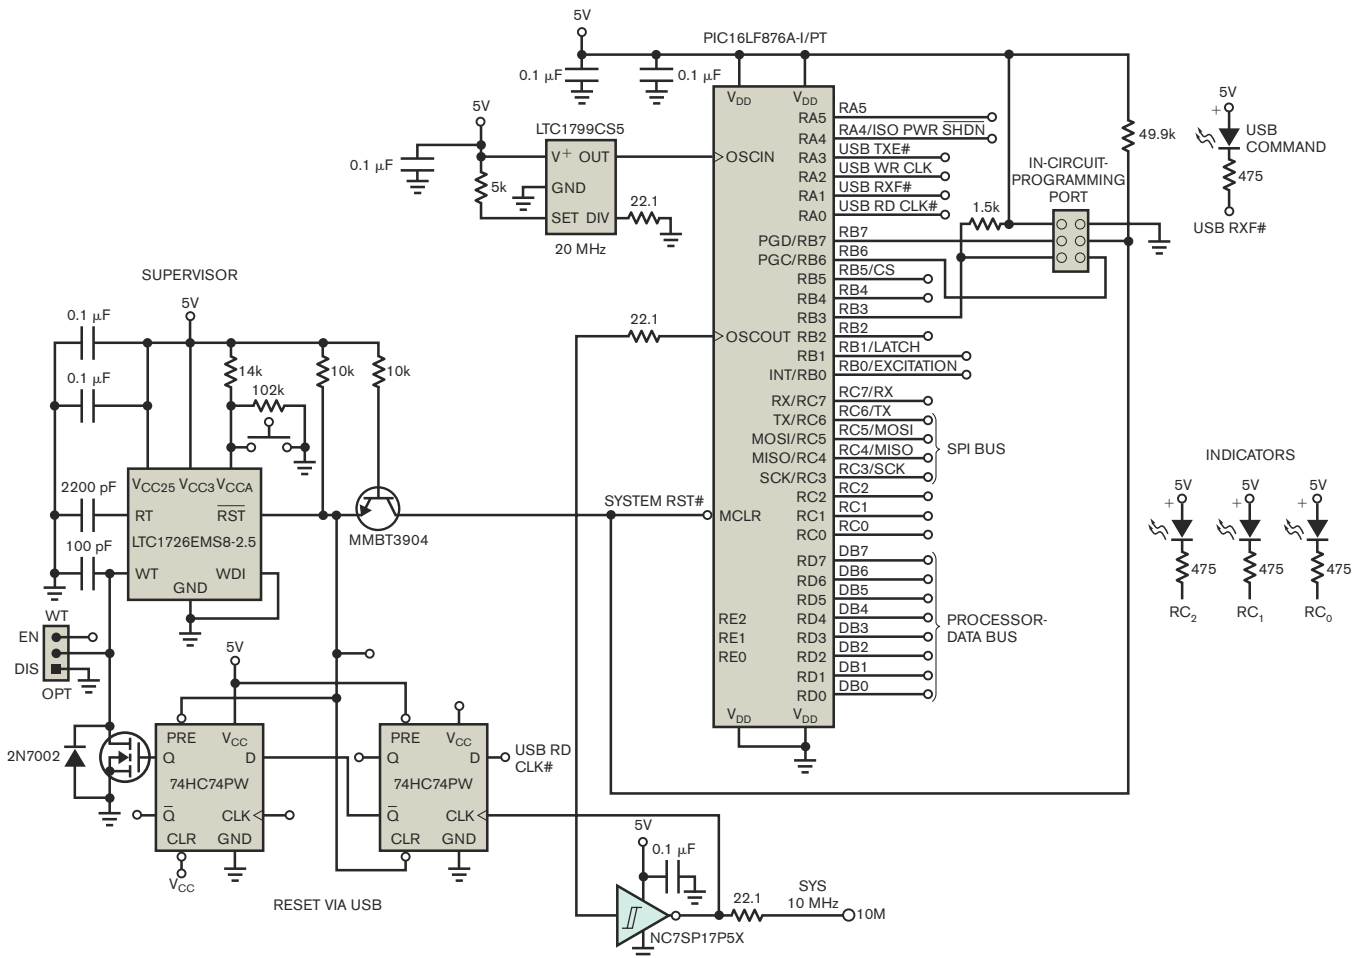 5V
PIC16LF876A-I/PT
0.1 µF
0.1 µF
V_DD V_DD
5V
LTC1799CS5
0.1 µF
5k
V+ OUT
GND
SET DIV
22.1
20 MHz
OSCIN
RA5 RA5
RA4 RA4/ISO PWR SHDN
RA3 USB TXE#
RA2 USB WR CLK
RA1 USB RXF#
RA0 USB RD CLK#
PGD/RB7 RB7
PGC/RB6 RB6
RB5 RB5/CS
RB4 RB4
RB3 RB3
OSCOUT RB2 RB2
RB1 RB1/LATCH
INT/RB0 RB0/EXCITATION
RX/RC7 RC7/RX
TX/RC6 RC6/TX
MOSI/RC5 RC5/MOSI
MISO/RC4 RC4/MISO
SCK/RC3 RC3/SCK
SPI BUS
RC2 RC2
MCLR RC1 RC1
RC0 RC0
RD7 DB7
RD6 DB6
RD5 DB5
RE2 RD4 DB4
RE1 RD3 DB3
RE0 RD2 DB2
RD1 DB1
RD0 DB0
PROCESSOR-
DATA BUS
V_DD V_DD
1.5k
IN-CIRCUIT-
PROGRAMMING
PORT
49.9k
5V
+
USB
COMMAND
475
USB RXF#
INDICATORS
5V 5V 5V
+ + +
475 475 475
RC2 RC1 RC0
22.1
SYSTEM RST#
SUPERVISOR
5V
0.1 µF
0.1 µF
14k
102k
10k
10k
2200 pF
100 pF
VCC25 VCC3 VCCA
RT R̅S̅T̅
LTC1726EMS8-2.5
WT WDI
GND
MMBT3904
WT
EN
DIS
OPT
5V
2N7002
PRE VCC
Q D
74HC74PW
Q̅ CLK
CLR GND
VCC
PRE VCC
Q D
74HC74PW
Q̅ CLK
CLR GND
USB RD
CLK#
RESET VIA USB
5V
0.1 µF
NC7SP17P5X
22.1
SYS
10 MHz
10M